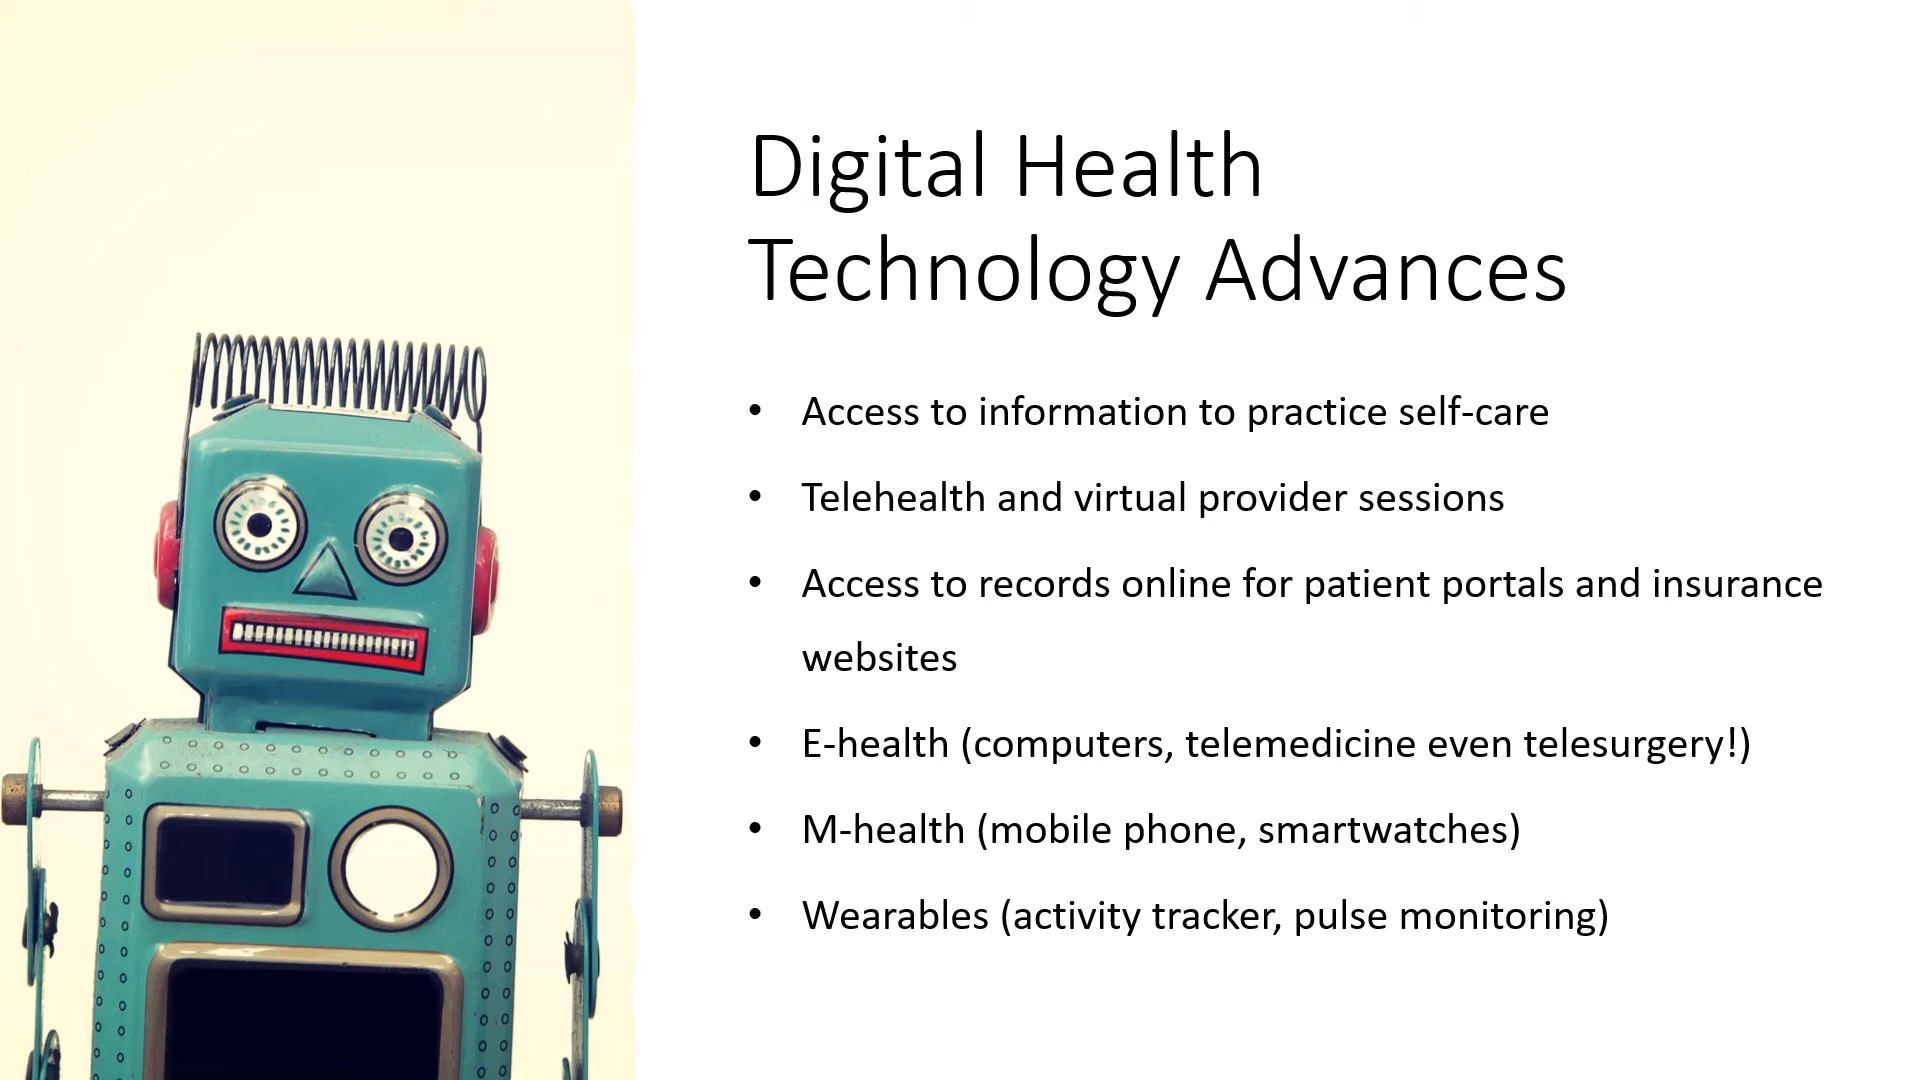 Digital Health
Technology Advances
• Access to information to practice self-care
• Telehealth and virtual provider sessions
• Access to records online for patient portals and insurance
websites
• E-health (computers, telemedicine even telesurgery!)
• M-health (mobile phone, smartwatches)
• Wearables (activity tracker, pulse monitoring)